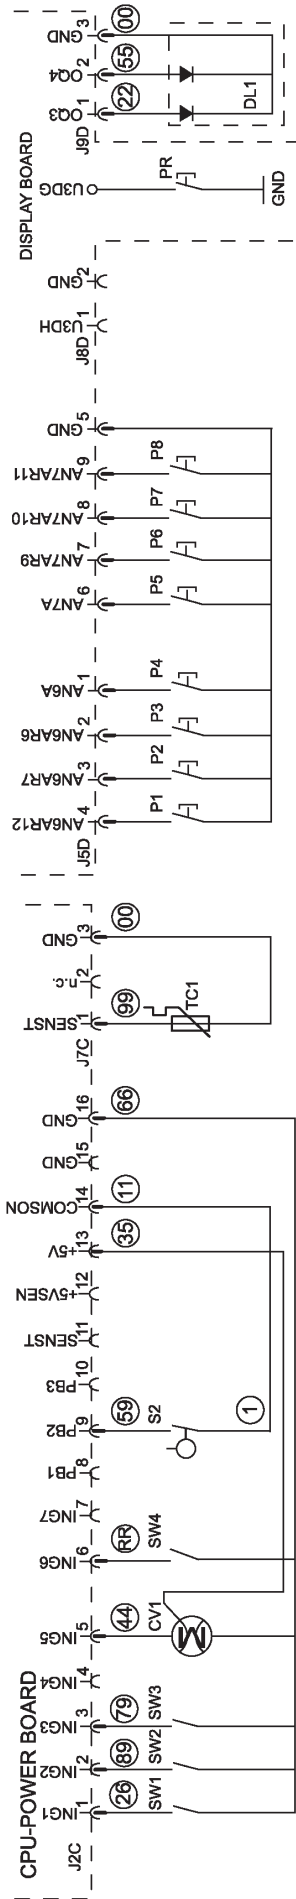 CPU-POWER BOARD
J2C
ING1 1
ING2 2
ING3 3
ING4 4
ING5 5
ING6 6
ING7 7
PB1 8
PB2 9
PB3 10
SENST 11
+5VSEN 12
+5V 13
COMSON 14
GND 15
GND 16
26
89
79
44
RR
59
35
11
66
SW1
SW2
SW3
CV1
M
SW4
S2
1
J7C
SENST 1
n.c. 2
GND 3
99
00
TC1
J5D
AN6AR12 4
AN6AR7 3
AN6AR6 2
AN6A 1
AN7A 6
AN7AR9 7
AN7AR10 8
AN7AR11 9
GND 5
P1
P2
P3
P4
P5
P6
P7
P8
J8D
U3DH 1
GND 2
DISPLAY BOARD
U3DG
PR
GND
J9D
OQ3 1
OQ4 2
GND 3
22
55
00
DL1